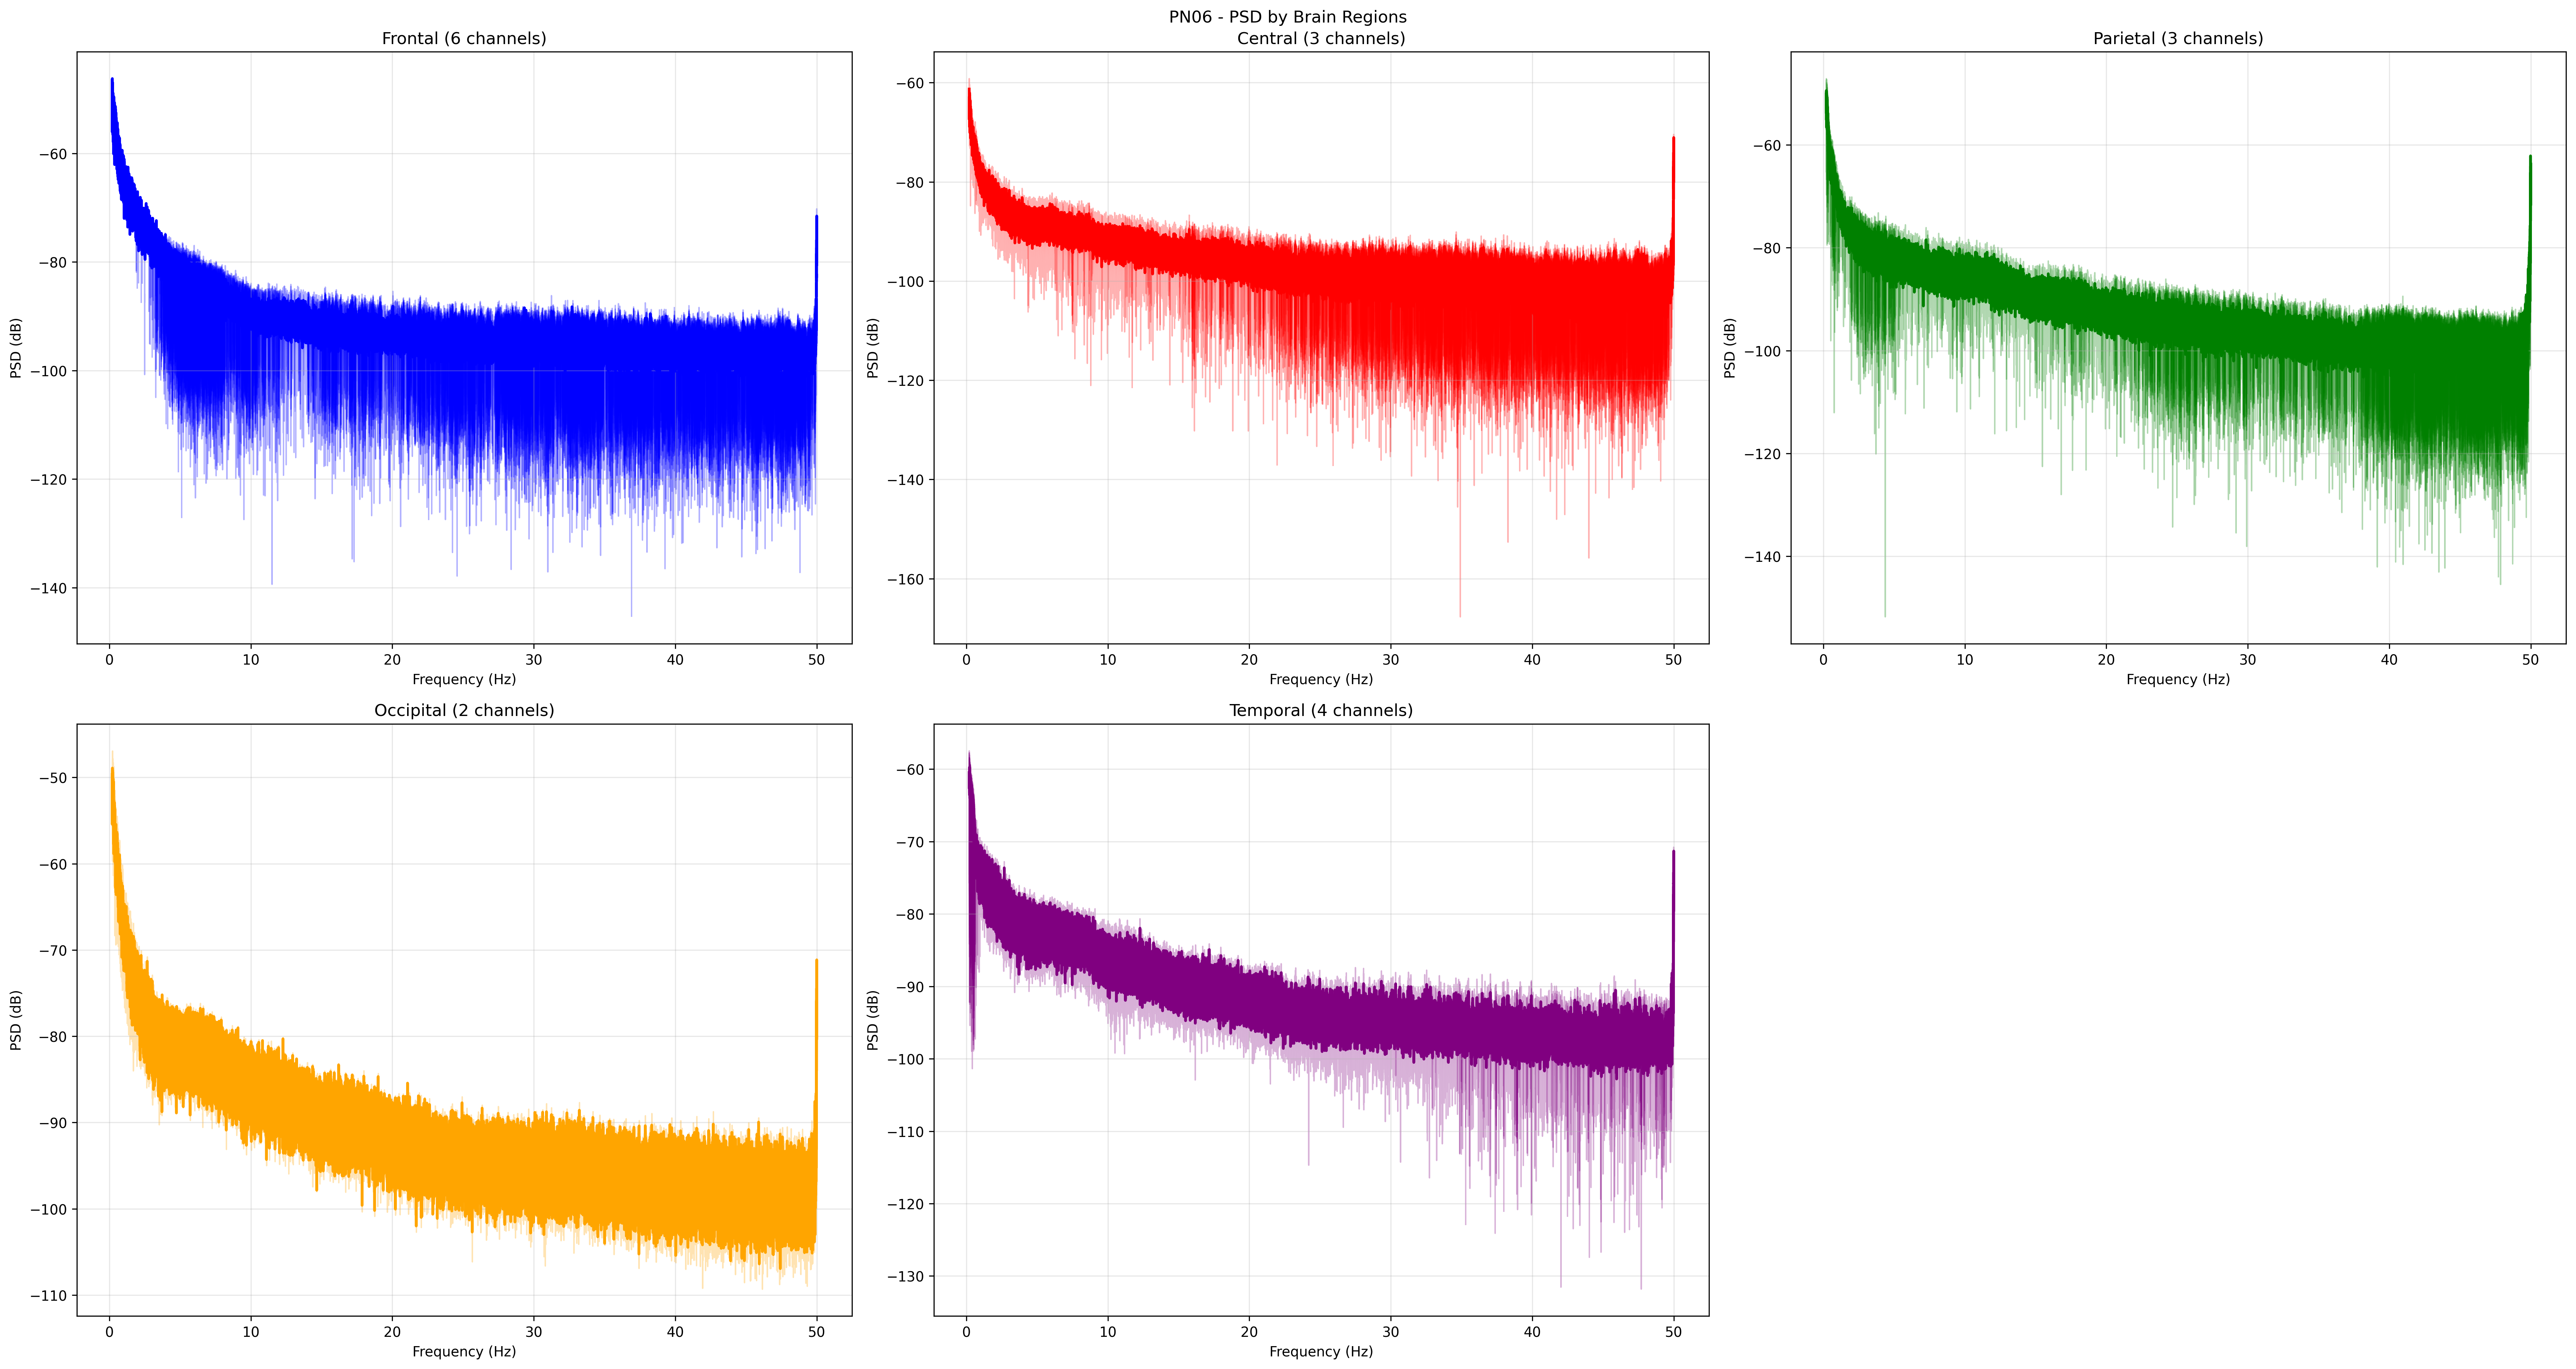 PN06 - PSD by Brain Regions
Frontal (6 channels)
Central (3 channels)
Parietal (3 channels)
PSD (dB)
−60
−80
−100
−120
−140
0 10 20 30 40 50
Frequency (Hz)
PSD (dB)
−60
−80
−100
−120
−140
−160
0 10 20 30 40 50
Frequency (Hz)
PSD (dB)
−60
−80
−100
−120
−140
0 10 20 30 40 50
Frequency (Hz)
Occipital (2 channels)
Temporal (4 channels)
PSD (dB)
−50
−60
−70
−80
−90
−100
−110
0 10 20 30 40 50
Frequency (Hz)
PSD (dB)
−60
−70
−80
−90
−100
−110
−120
−130
0 10 20 30 40 50
Frequency (Hz)